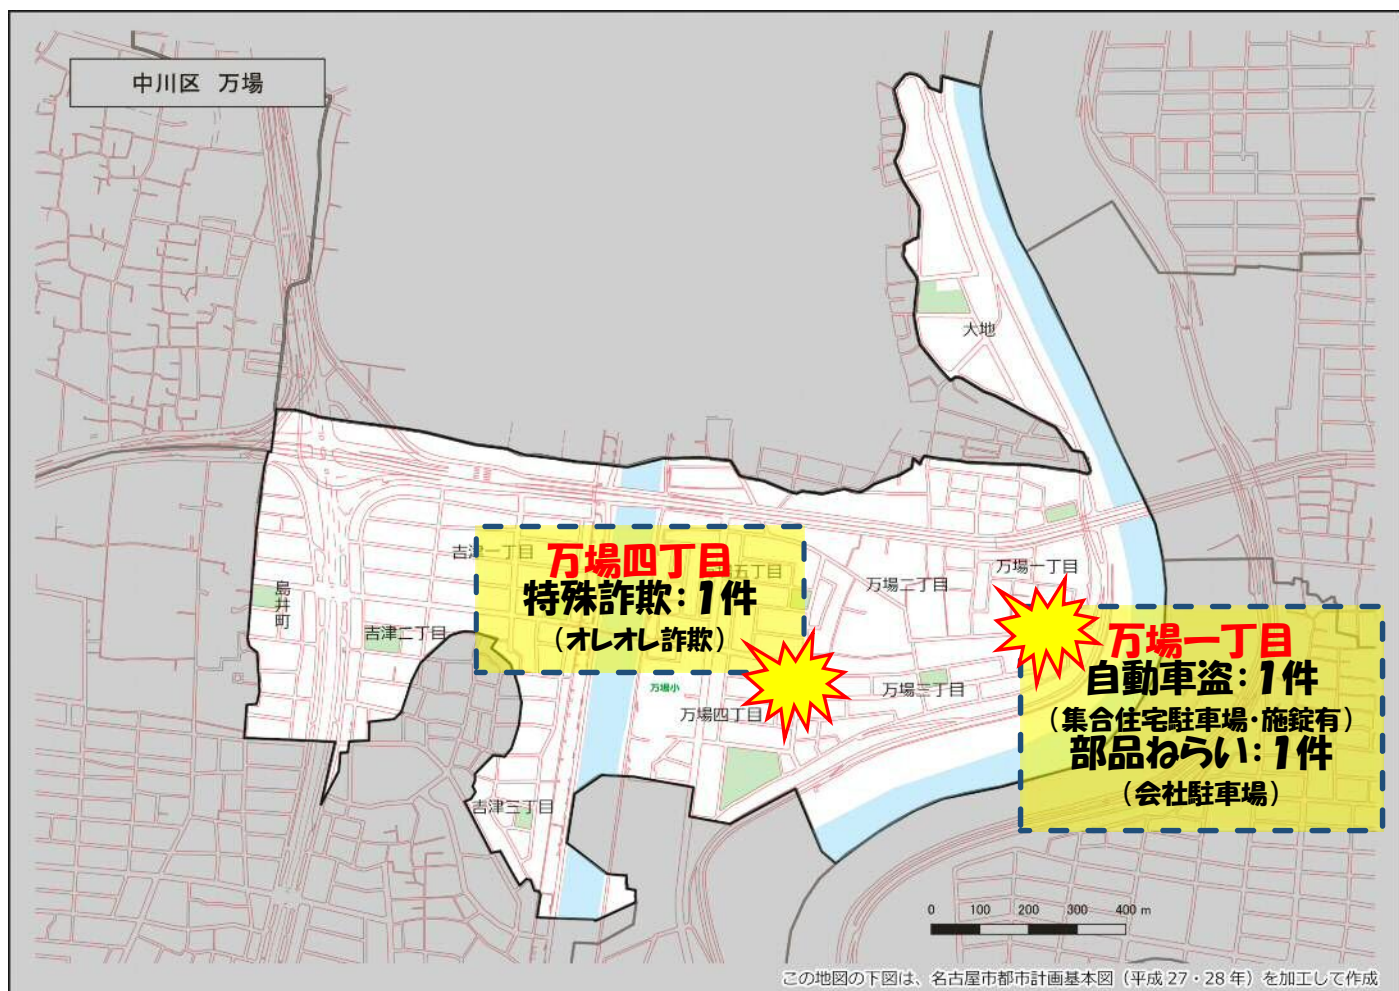 中川区 万場
大地
吉津一丁目
万場四丁目
特殊詐欺:1件
(オレオレ詐欺)
五丁目
万場二丁目
万場一丁目
島井町
吉津二丁目
万場一丁目
自動車盗:1件
(集合住宅駐車場・施錠有)
部品ねらい:1件
(会社駐車場)
万場小
万場三丁目
万場四丁目
吉津三丁目
0 100 200 300 400 m
この地図の下図は、名古屋市都市計画基本図(平成27・28年)を加工して作成